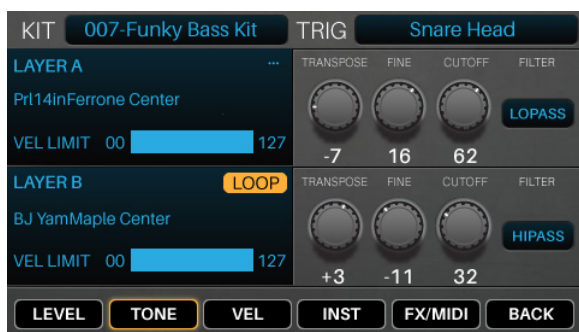 KIT 007-Funky Bass Kit TRIG Snare Head
LAYER A ...
Prl14inFerrone Center
VEL LIMIT 00 127
TRANSPOSE FINE CUTOFF FILTER
LOPASS
-7 16 62
LAYER B LOOP
BJ YamMaple Center
VEL LIMIT 00 127
TRANSPOSE FINE CUTOFF FILTER
HIPASS
+3 -11 32
LEVEL TONE VEL INST FX/MIDI BACK